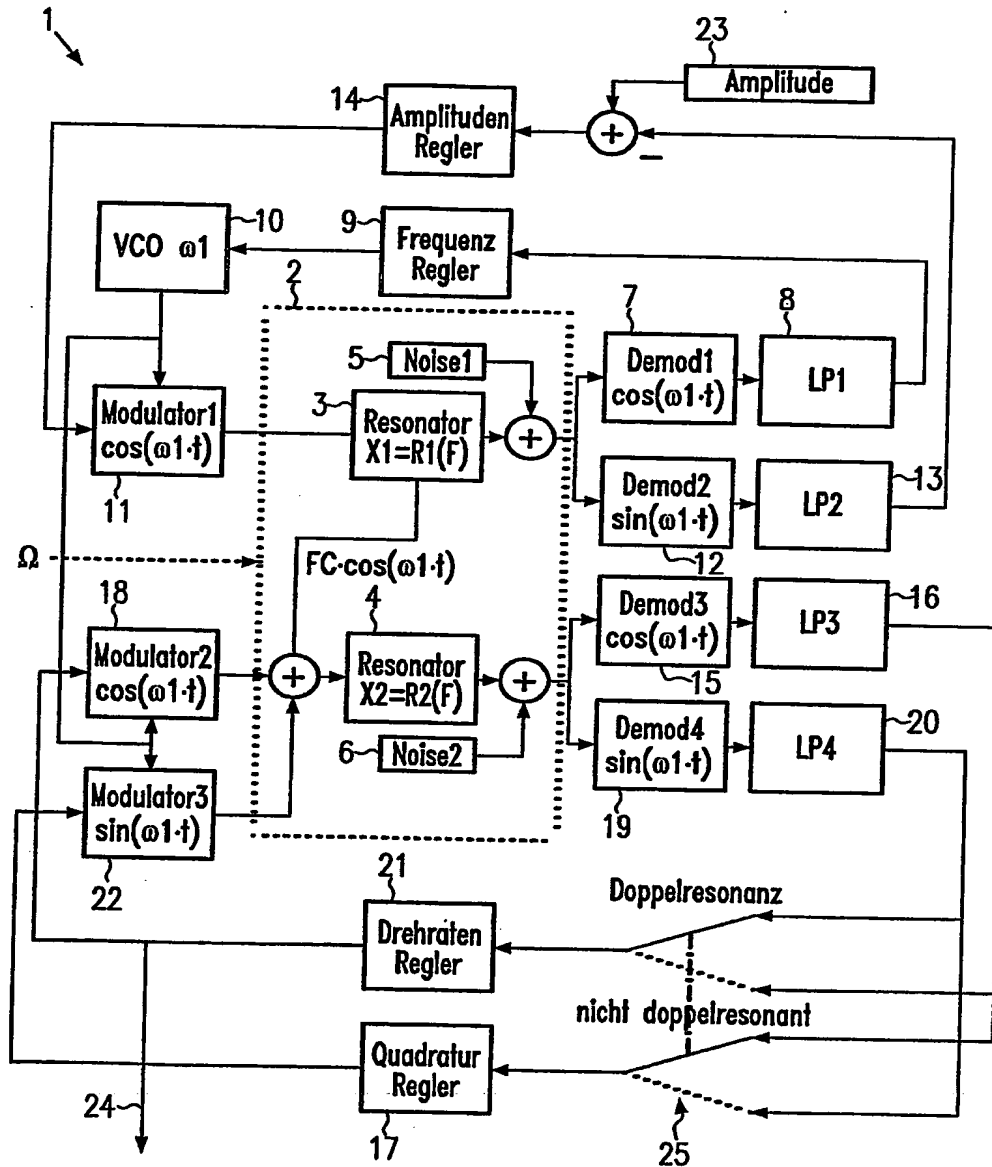 1
23
Amplitude
14
Amplituden
Regler
+
−
10
VCO ω1
9
Frequenz
Regler
2
7
Demod1
cos(ω1·t)
8
LP1
5
Noise1
3
Resonator
X1=R1(F)
+
Modulator1
cos(ω1·t)
11
Demod2
sin(ω1·t)
12
LP2
13
Ω
FC·cos(ω1·t)
18
Modulator2
cos(ω1·t)
+
4
Resonator
X2=R2(F)
+
Demod3
cos(ω1·t)
15
LP3
16
6
Noise2
Modulator3
sin(ω1·t)
22
Demod4
sin(ω1·t)
19
LP4
20
21
Drehraten
Regler
Doppelresonanz
nicht doppelresonant
Quadratur
Regler
17
24
25